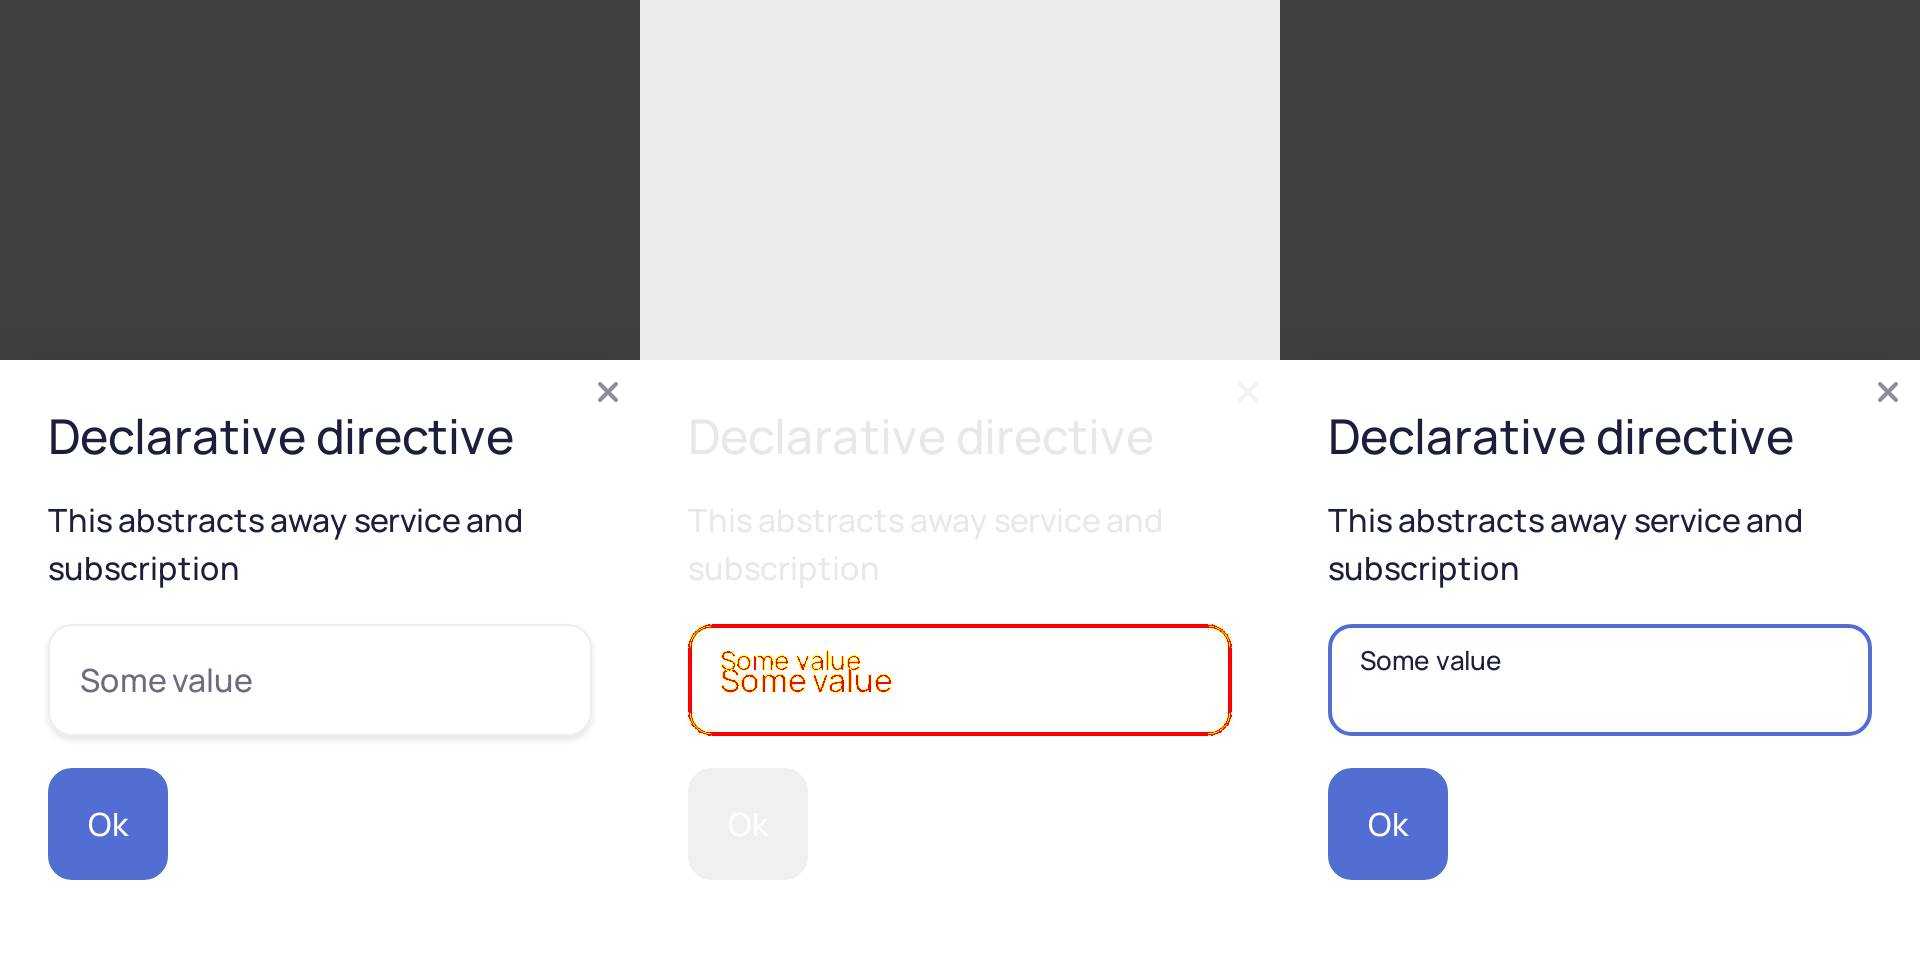 Declarative directive
This abstracts away service and
subscription
Some value
Ok
Declarative directive
This abstracts away service and
subscription
Some value
Some value
Ok
Declarative directive
This abstracts away service and
subscription
Some value
Ok